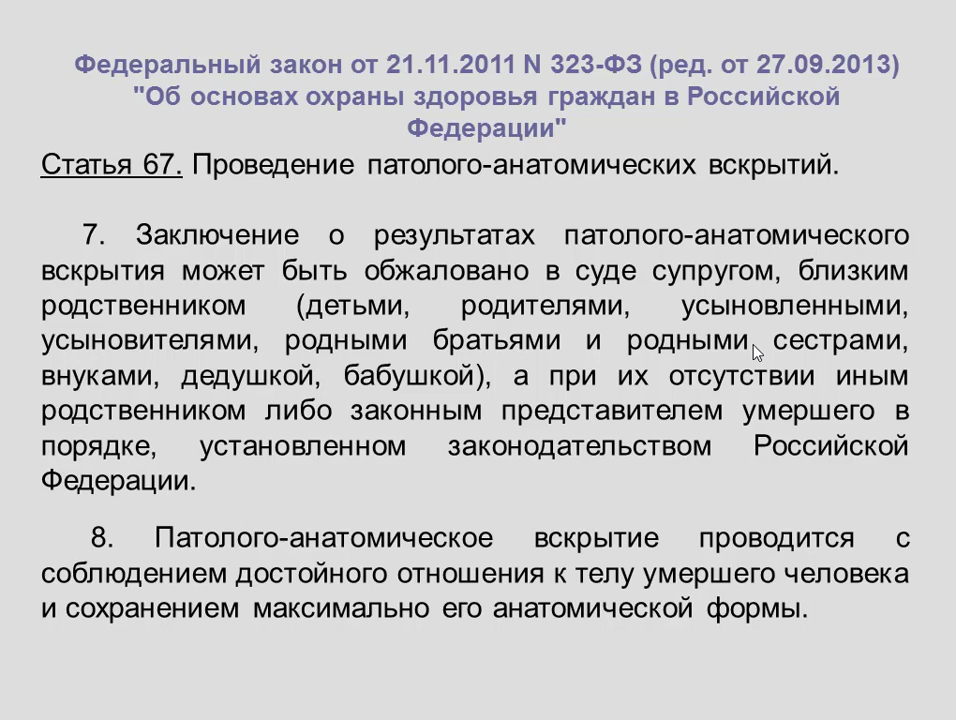 Федеральный закон от 21.11.2011 N 323-ФЗ (ред. от 27.09.2013)
"Об основах охраны здоровья граждан в Российской
Федерации"
Статья 67. Проведение патолого-анатомических вскрытий.
7. Заключение о результатах патолого-анатомического
вскрытия может быть обжаловано в суде супругом, близким
родственником (детьми, родителями, усыновленными,
усыновителями, родными братьями и родными сестрами,
внуками, дедушкой, бабушкой), а при их отсутствии иным
родственником либо законным представителем умершего в
порядке, установленном законодательством Российской
Федерации.
8. Патолого-анатомическое вскрытие проводится с
соблюдением достойного отношения к телу умершего человека
и сохранением максимально его анатомической формы.